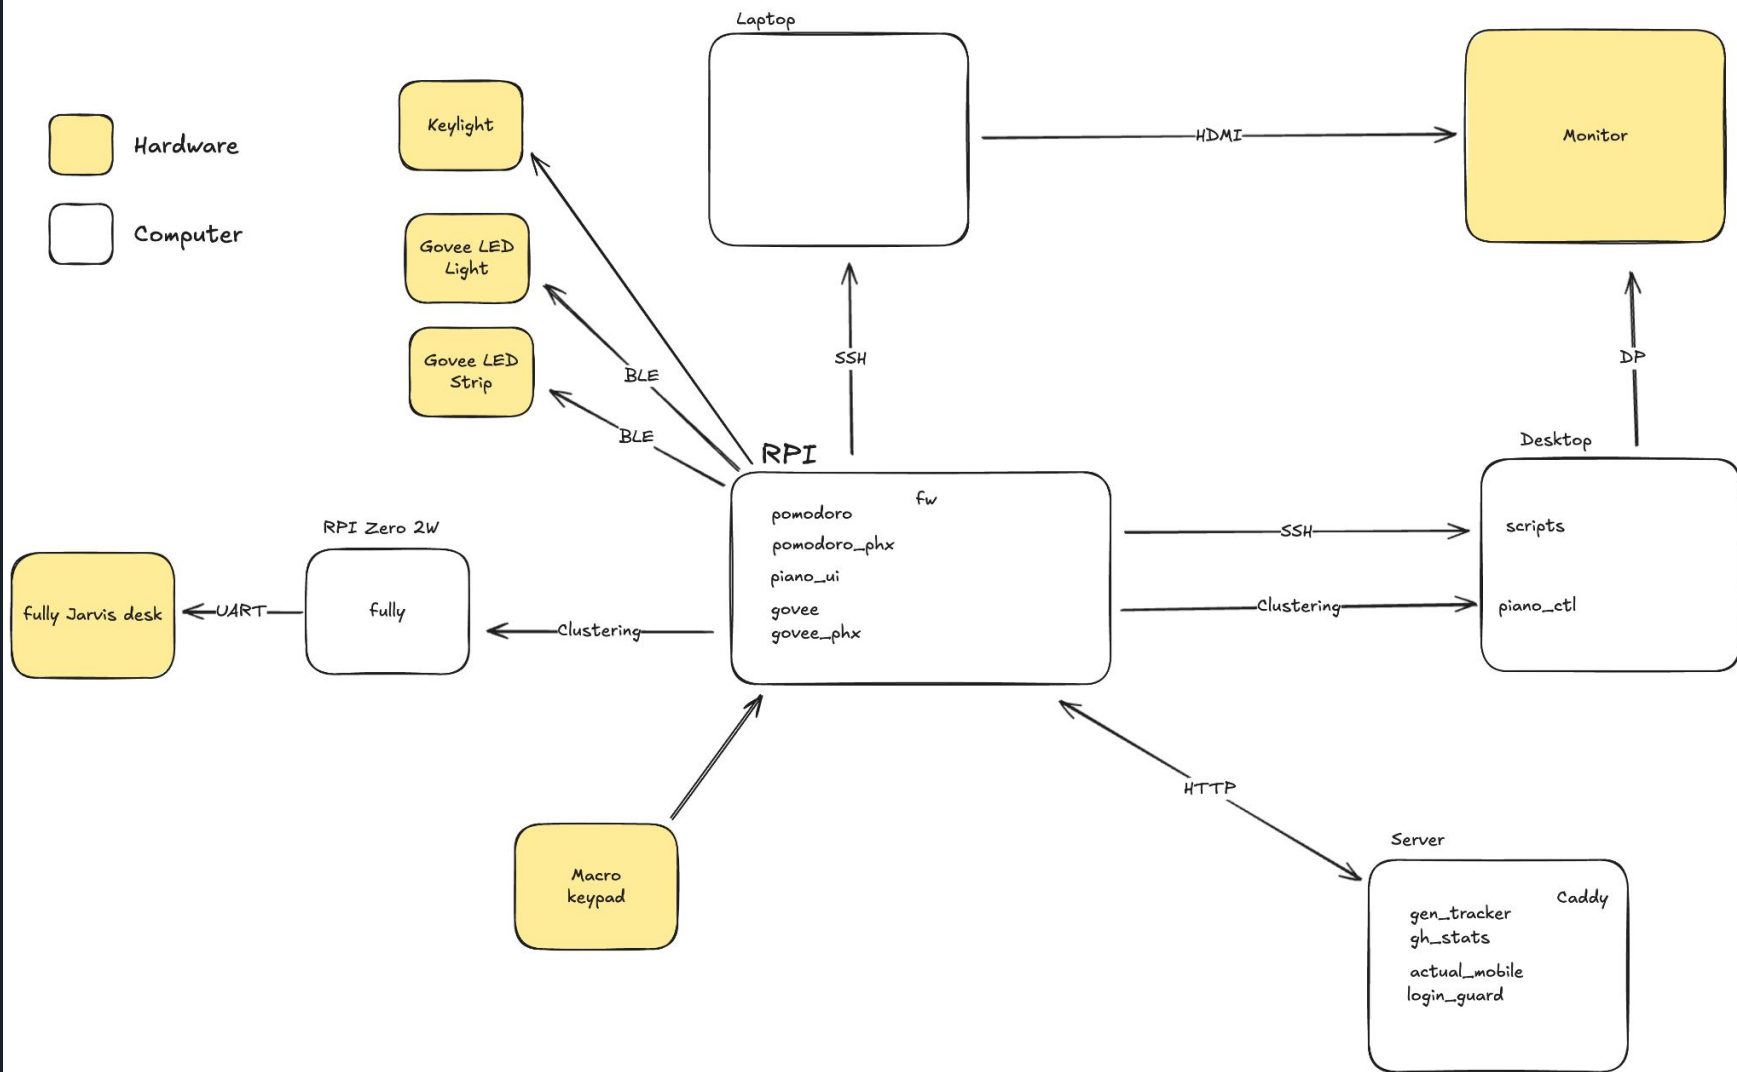 Laptop
Hardware
Computer
Keylight
Govee LED
Light
Govee LED
Strip
HDMI
Monitor
BLE
BLE
SSH
DP
RPI
fw
pomodoro
pomodoro_phx
piano_ui
govee
govee_phx
Desktop
scripts
piano_ctl
SSH
Clustering
RPI Zero 2W
fully
fully Jarvis desk
UART
Clustering
Macro
keypad
HTTP
Server
Caddy
gen_tracker
gh_stats
actual_mobile
login_guard